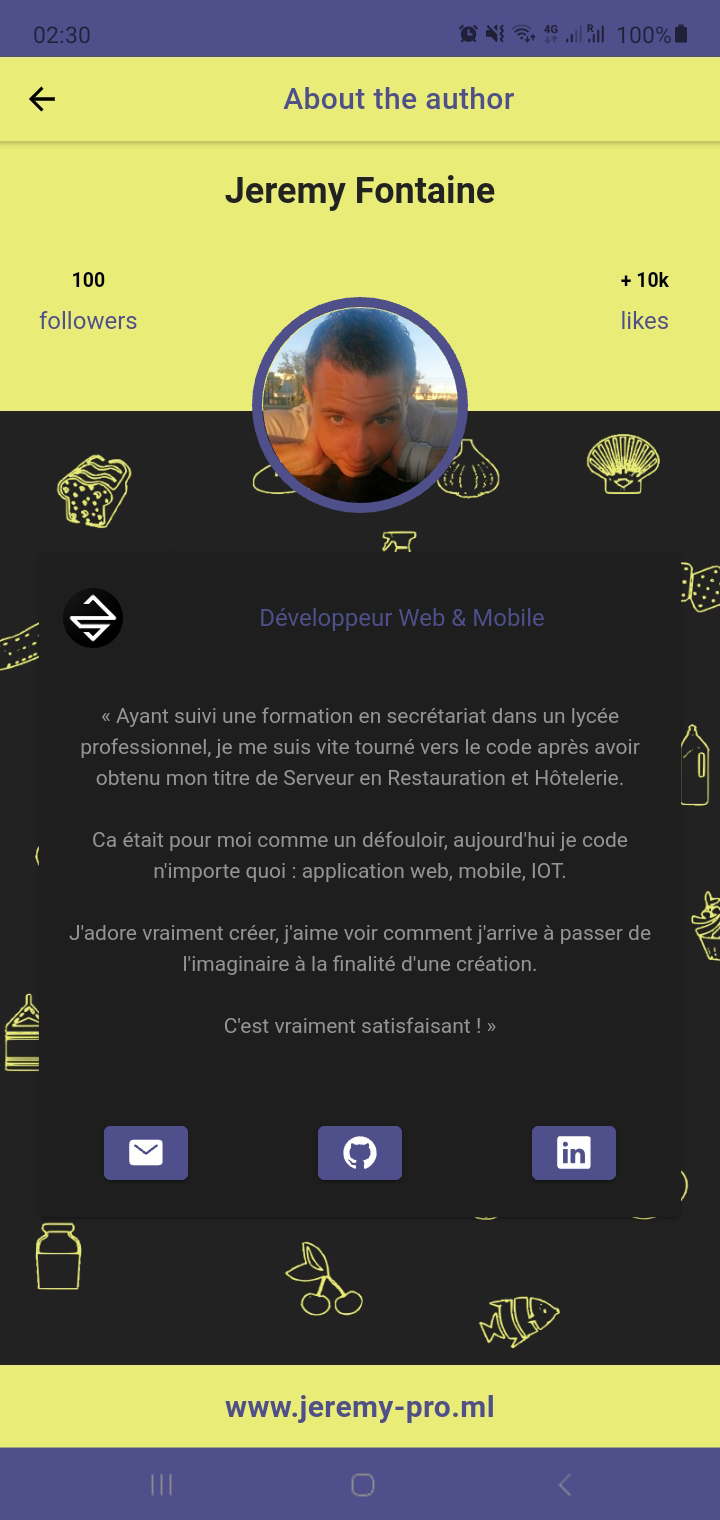 02:30
4G
R
100%
About the author
Jeremy Fontaine
100
followers
+ 10k
likes
Développeur Web & Mobile
« Ayant suivi une formation en secrétariat dans un lycée
professionnel, je me suis vite tourné vers le code après avoir
obtenu mon titre de Serveur en Restauration et Hôtelerie.
Ca était pour moi comme un défouloir, aujourd'hui je code
n'importe quoi : application web, mobile, IOT.
J'adore vraiment créer, j'aime voir comment j'arrive à passer de
l'imaginaire à la finalité d'une création.
C'est vraiment satisfaisant ! »
in
www.jeremy-pro.ml